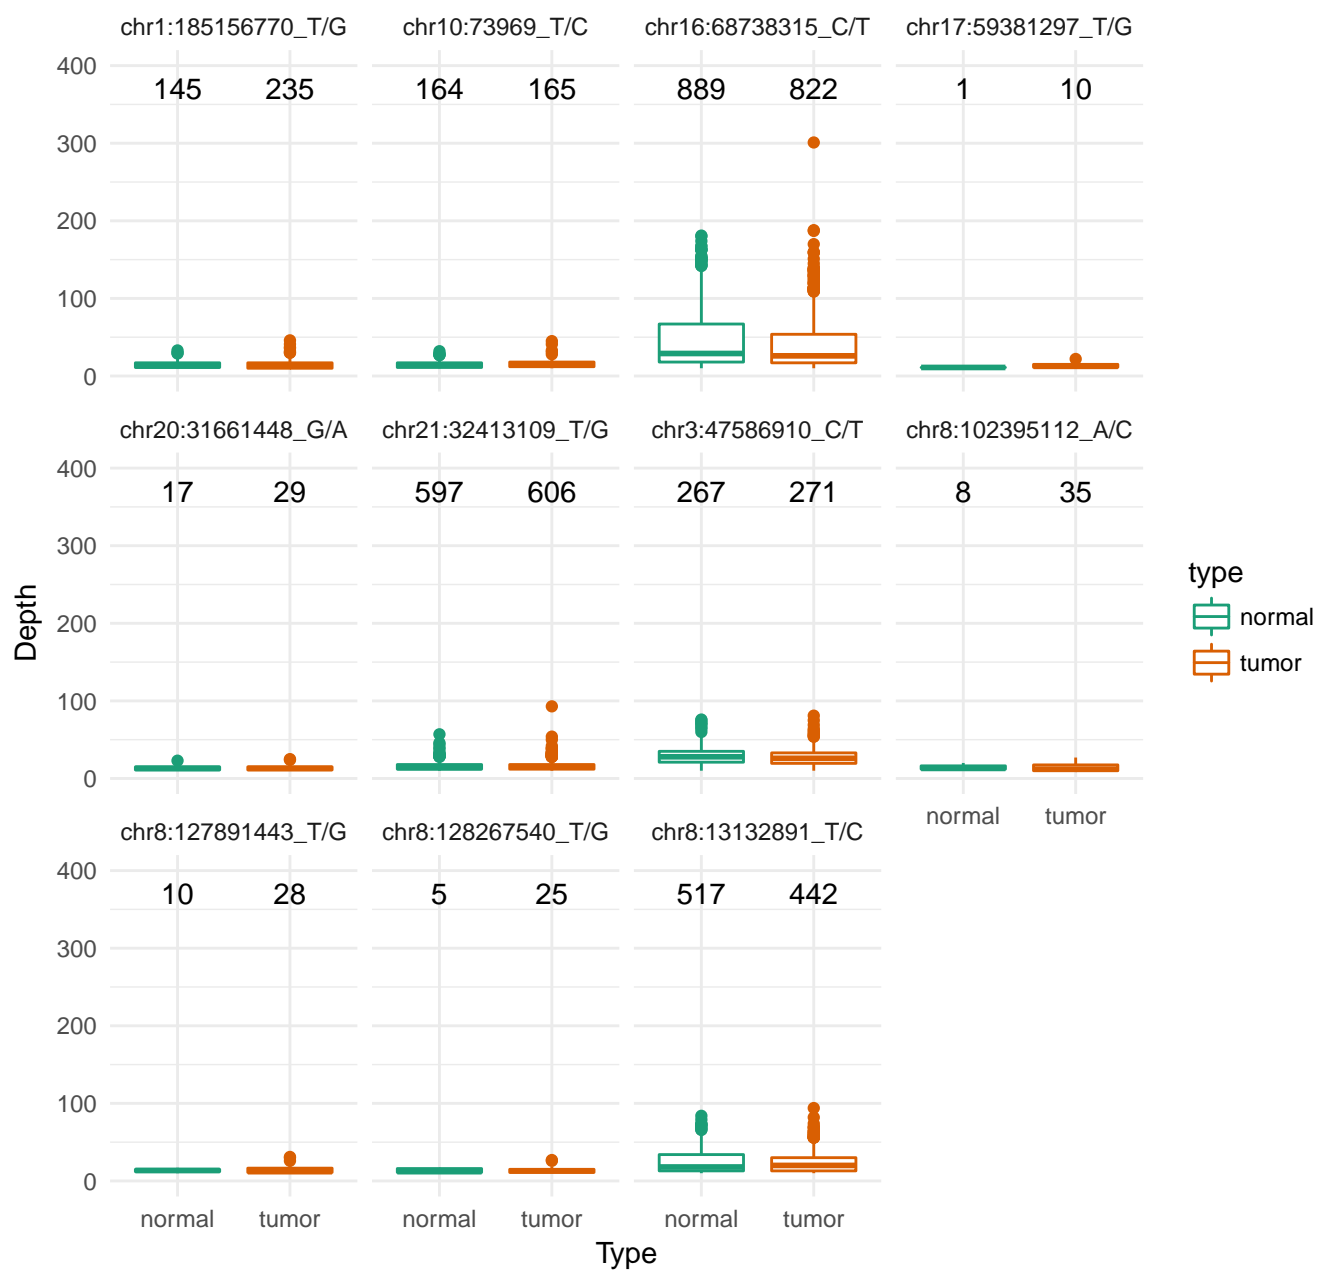 chr1:185156770_T/G chr10:73969_T/C chr16:68738315_C/T chr17:59381297_T/G
400
145 235 164 165 889 822 1 10
300
200
100
0
chr20:31661448_G/A chr21:32413109_T/G chr3:47586910_C/T chr8:102395112_A/C
400
17 29 597 606 267 271 8 35
300
200
100
0
normal tumor
chr8:127891443_T/G chr8:128267540_T/G chr8:13132891_T/C
400
10 28 5 25 517 442
300
200
100
0
normal tumor normal tumor normal tumor
Type
Depth
type
normal
tumor